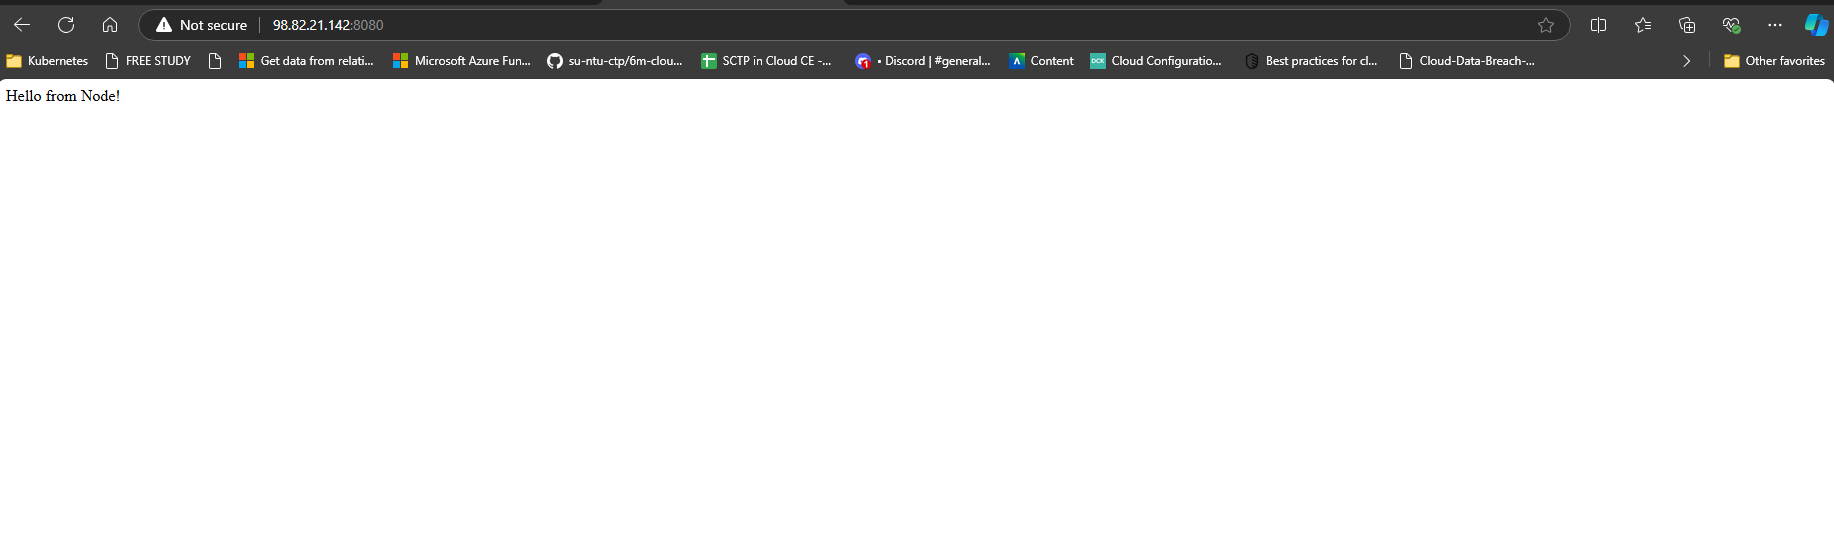 Not secure 98.82.21.142:8080
Kubernetes FREE STUDY Get data from relati... Microsoft Azure Fun... su-ntu-ctp/6m-clou... SCTP in Cloud CE -... 1 • Discord | #general... Content DCX Cloud Configuratio... Best practices for cl... Cloud-Data-Breach-... Other favorites
Hello from Node!